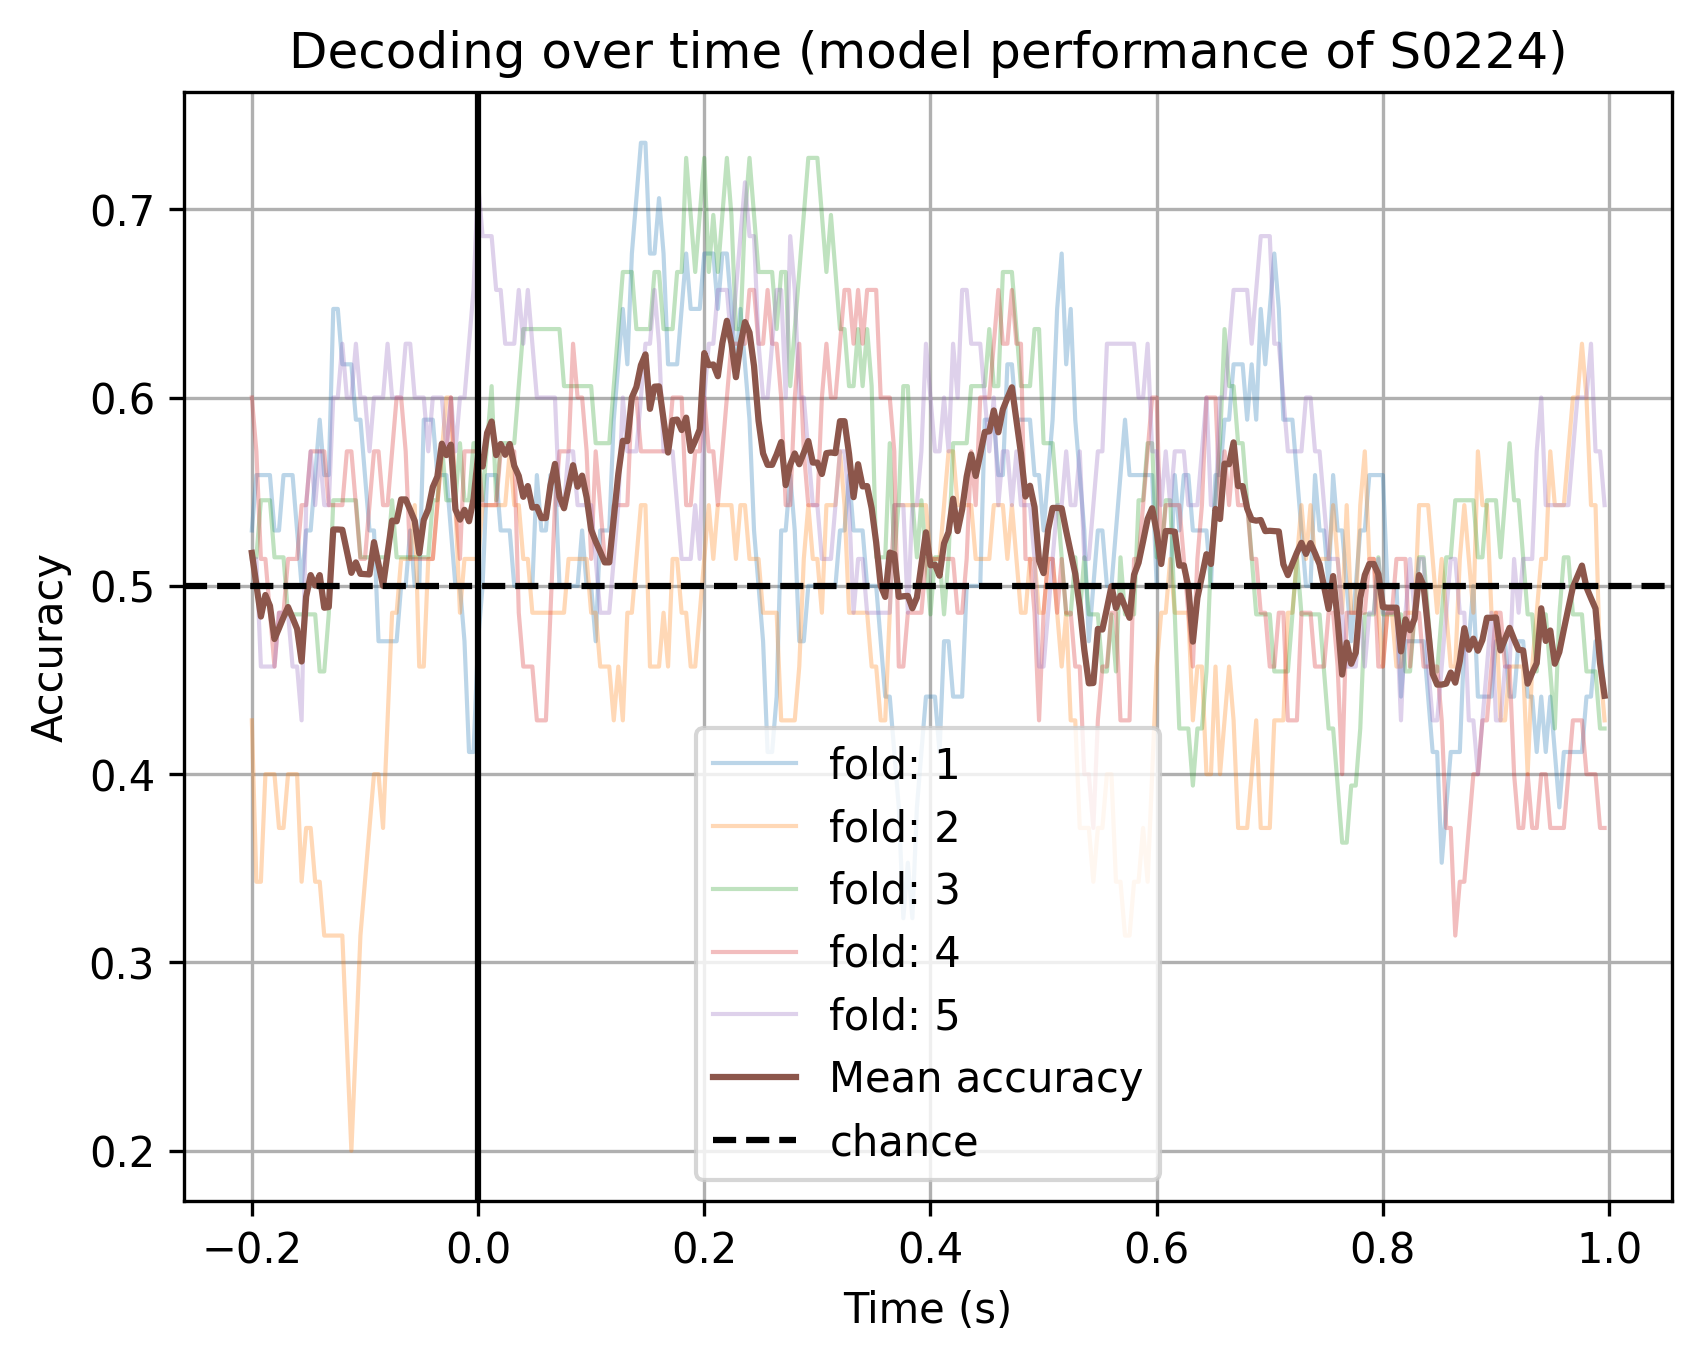 Decoding over time (model performance of S0224)
Accuracy
0.7
0.6
0.5
0.4
0.3
0.2
fold: 1
fold: 2
fold: 3
fold: 4
fold: 5
Mean accuracy
chance
−0.2 0.0 0.2 0.4 0.6 0.8 1.0
Time (s)